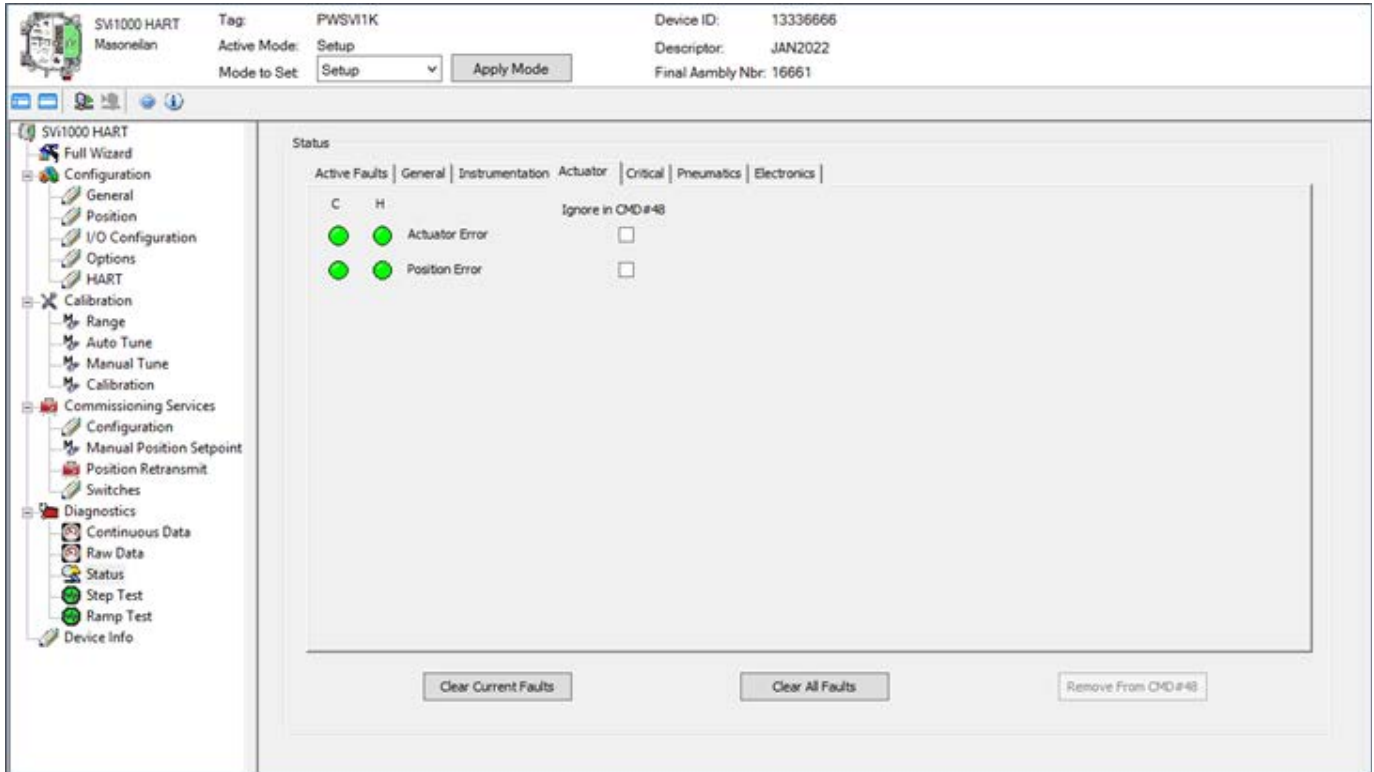 SVi1000 HART
Masoneilan
Tag: PWSVI1K
Active Mode: Setup
Mode to Set: Setup Apply Mode
Device ID: 13336666
Descriptor: JAN2022
Final Asmbly Nbr: 16661
SVi1000 HART
Full Wizard
Configuration
General
Position
I/O Configuration
Options
HART
Calibration
Range
Auto Tune
Manual Tune
Calibration
Commissioning Services
Configuration
Manual Position Setpoint
Position Retransmit
Switches
Diagnostics
Continuous Data
Raw Data
Status
Step Test
Ramp Test
Device Info
Status
Active Faults General Instrumentation Actuator Critical Pneumatics Electronics
C H Ignore in CMD#48
Actuator Error
Position Error
Clear Current Faults Clear All Faults Remove From CMD#48